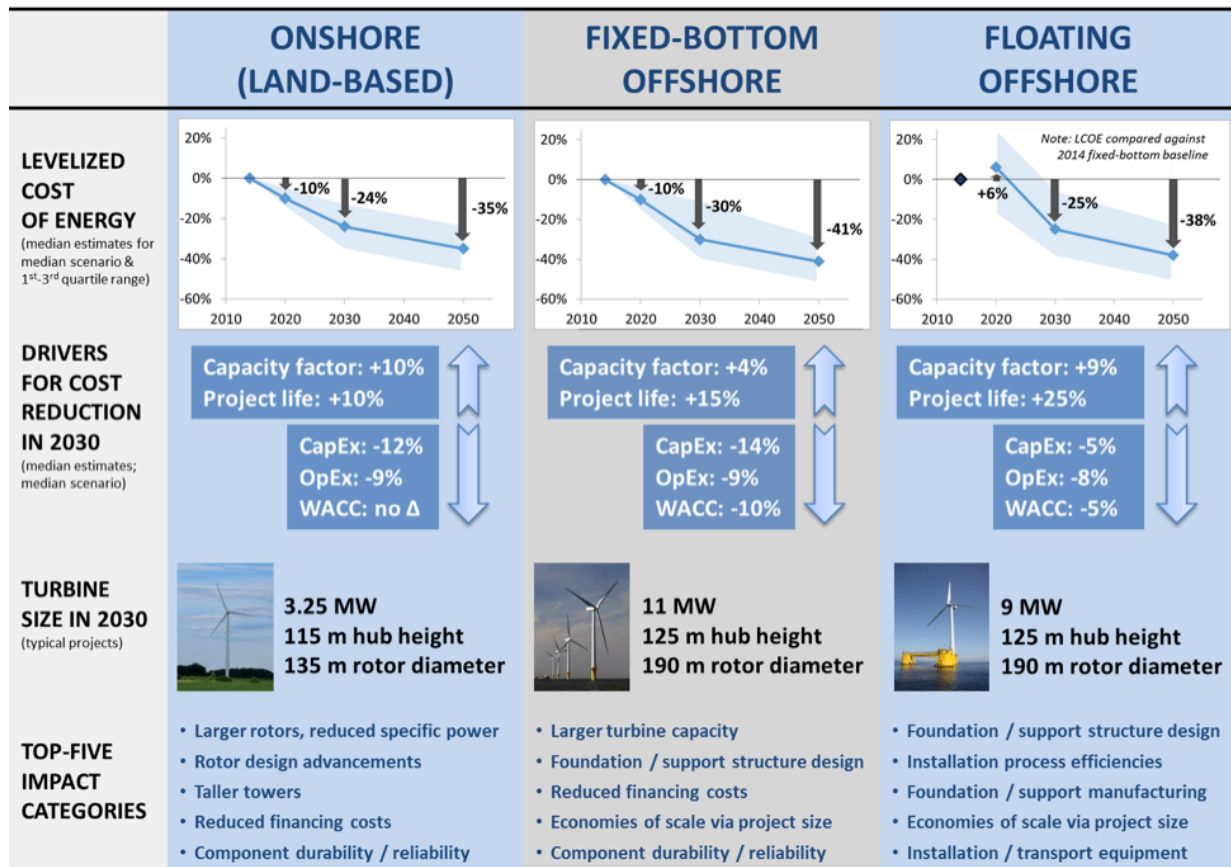 ONSHORE
(LAND-BASED)
FIXED-BOTTOM
OFFSHORE
FLOATING
OFFSHORE
LEVELIZED
COST
OF ENERGY
(median estimates for
median scenario &
1st-3rd quartile range)
20%
0%
-20%
-40%
-60%
-10%
-24%
-35%
2010 2020 2030 2040 2050
20%
0%
-20%
-40%
-60%
-10%
-30%
-41%
2010 2020 2030 2040 2050
Note: LCOE compared against
2014 fixed-bottom baseline
20%
0%
-20%
-40%
-60%
+6%
-25%
-38%
2010 2020 2030 2040 2050
DRIVERS
FOR COST
REDUCTION
IN 2030
(median estimates;
median scenario)
Capacity factor: +10%
Project life: +10%
CapEx: -12%
OpEx: -9%
WACC: no Δ
Capacity factor: +4%
Project life: +15%
CapEx: -14%
OpEx: -9%
WACC: -10%
Capacity factor: +9%
Project life: +25%
CapEx: -5%
OpEx: -8%
WACC: -5%
TURBINE
SIZE IN 2030
(typical projects)
3.25 MW
115 m hub height
135 m rotor diameter
11 MW
125 m hub height
190 m rotor diameter
9 MW
125 m hub height
190 m rotor diameter
TOP-FIVE
IMPACT
CATEGORIES
• Larger rotors, reduced specific power
• Rotor design advancements
• Taller towers
• Reduced financing costs
• Component durability / reliability
• Larger turbine capacity
• Foundation / support structure design
• Reduced financing costs
• Economies of scale via project size
• Component durability / reliability
• Foundation / support structure design
• Installation process efficiencies
• Foundation / support manufacturing
• Economies of scale via project size
• Installation / transport equipment